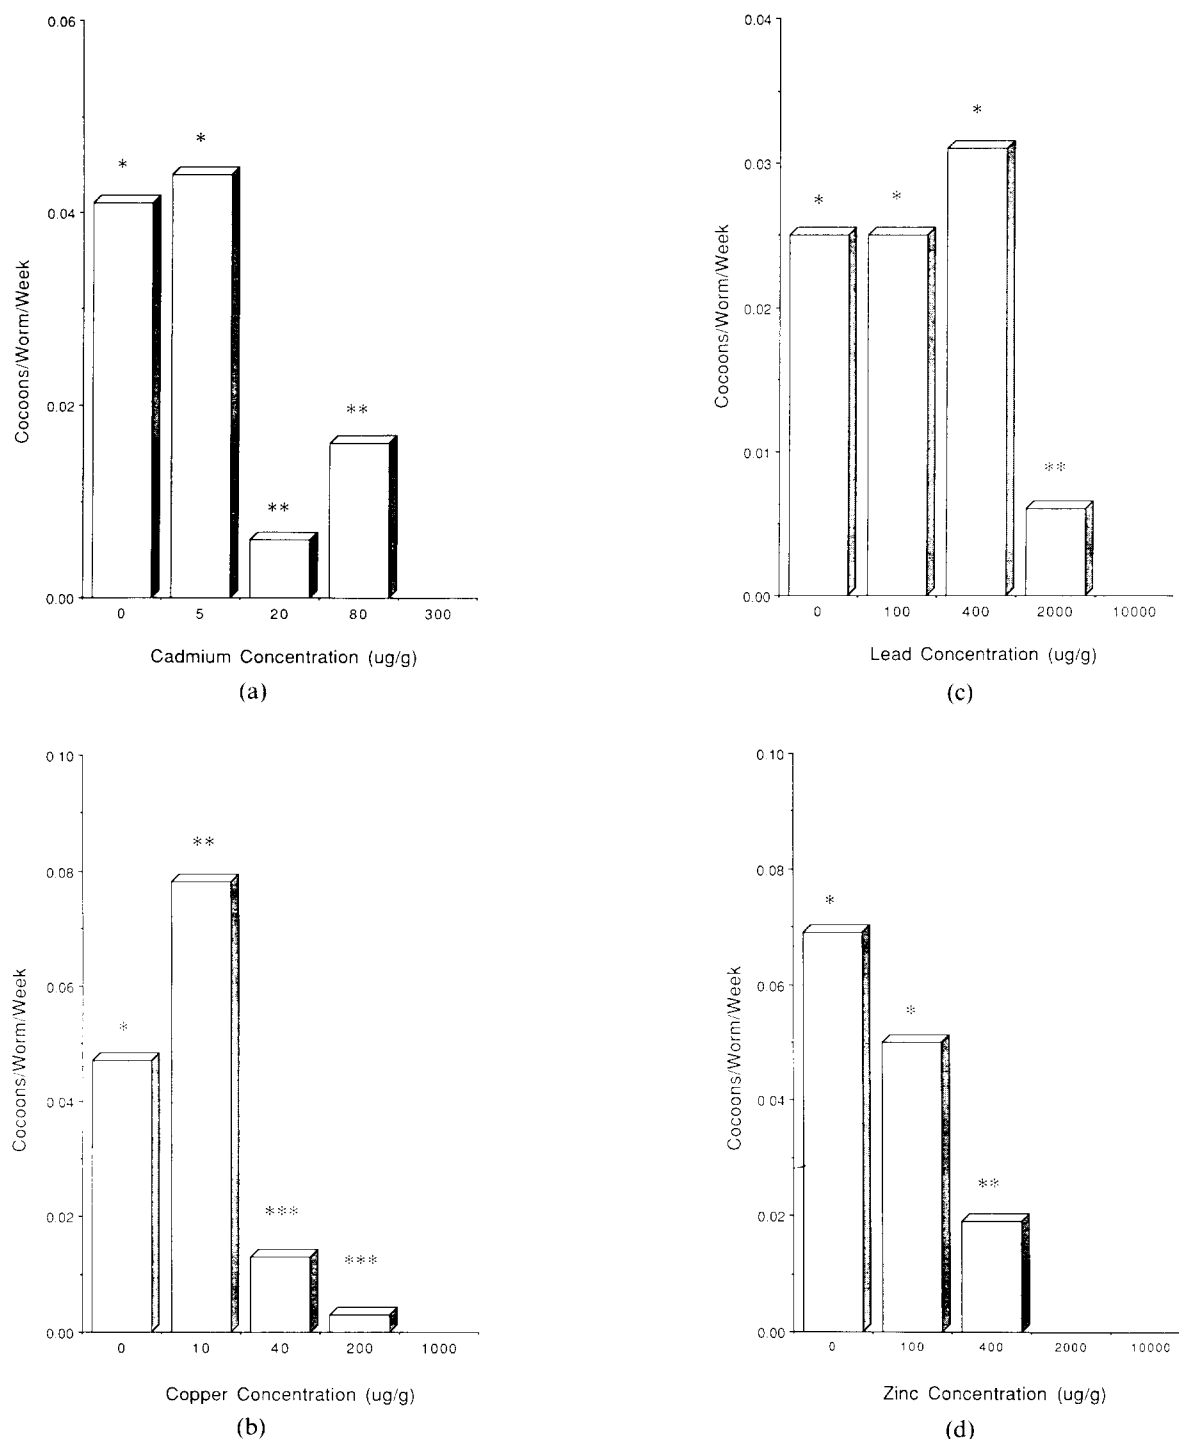 0.06
0.04
0.02
0.00
Cocoons/Worm/Week
*
*
**
**
0 5 20 80 300
Cadmium Concentration (ug/g)
(a)
0.04
0.03
0.02
0.01
0.00
Cocoons/Worm/Week
*
*
*
**
0 100 400 2000 10000
Lead Concentration (ug/g)
(c)
0.10
0.08
0.06
0.04
0.02
0.00
Cocoons/Worm/Week
*
**
***
***
0 10 40 200 1000
Copper Concentration (ug/g)
(b)
0.10
0.08
0.06
0.04
0.02
0.00
Cocoons/Worm/Week
*
*
**
0 100 400 2000 10000
Zinc Concentration (ug/g)
(d)